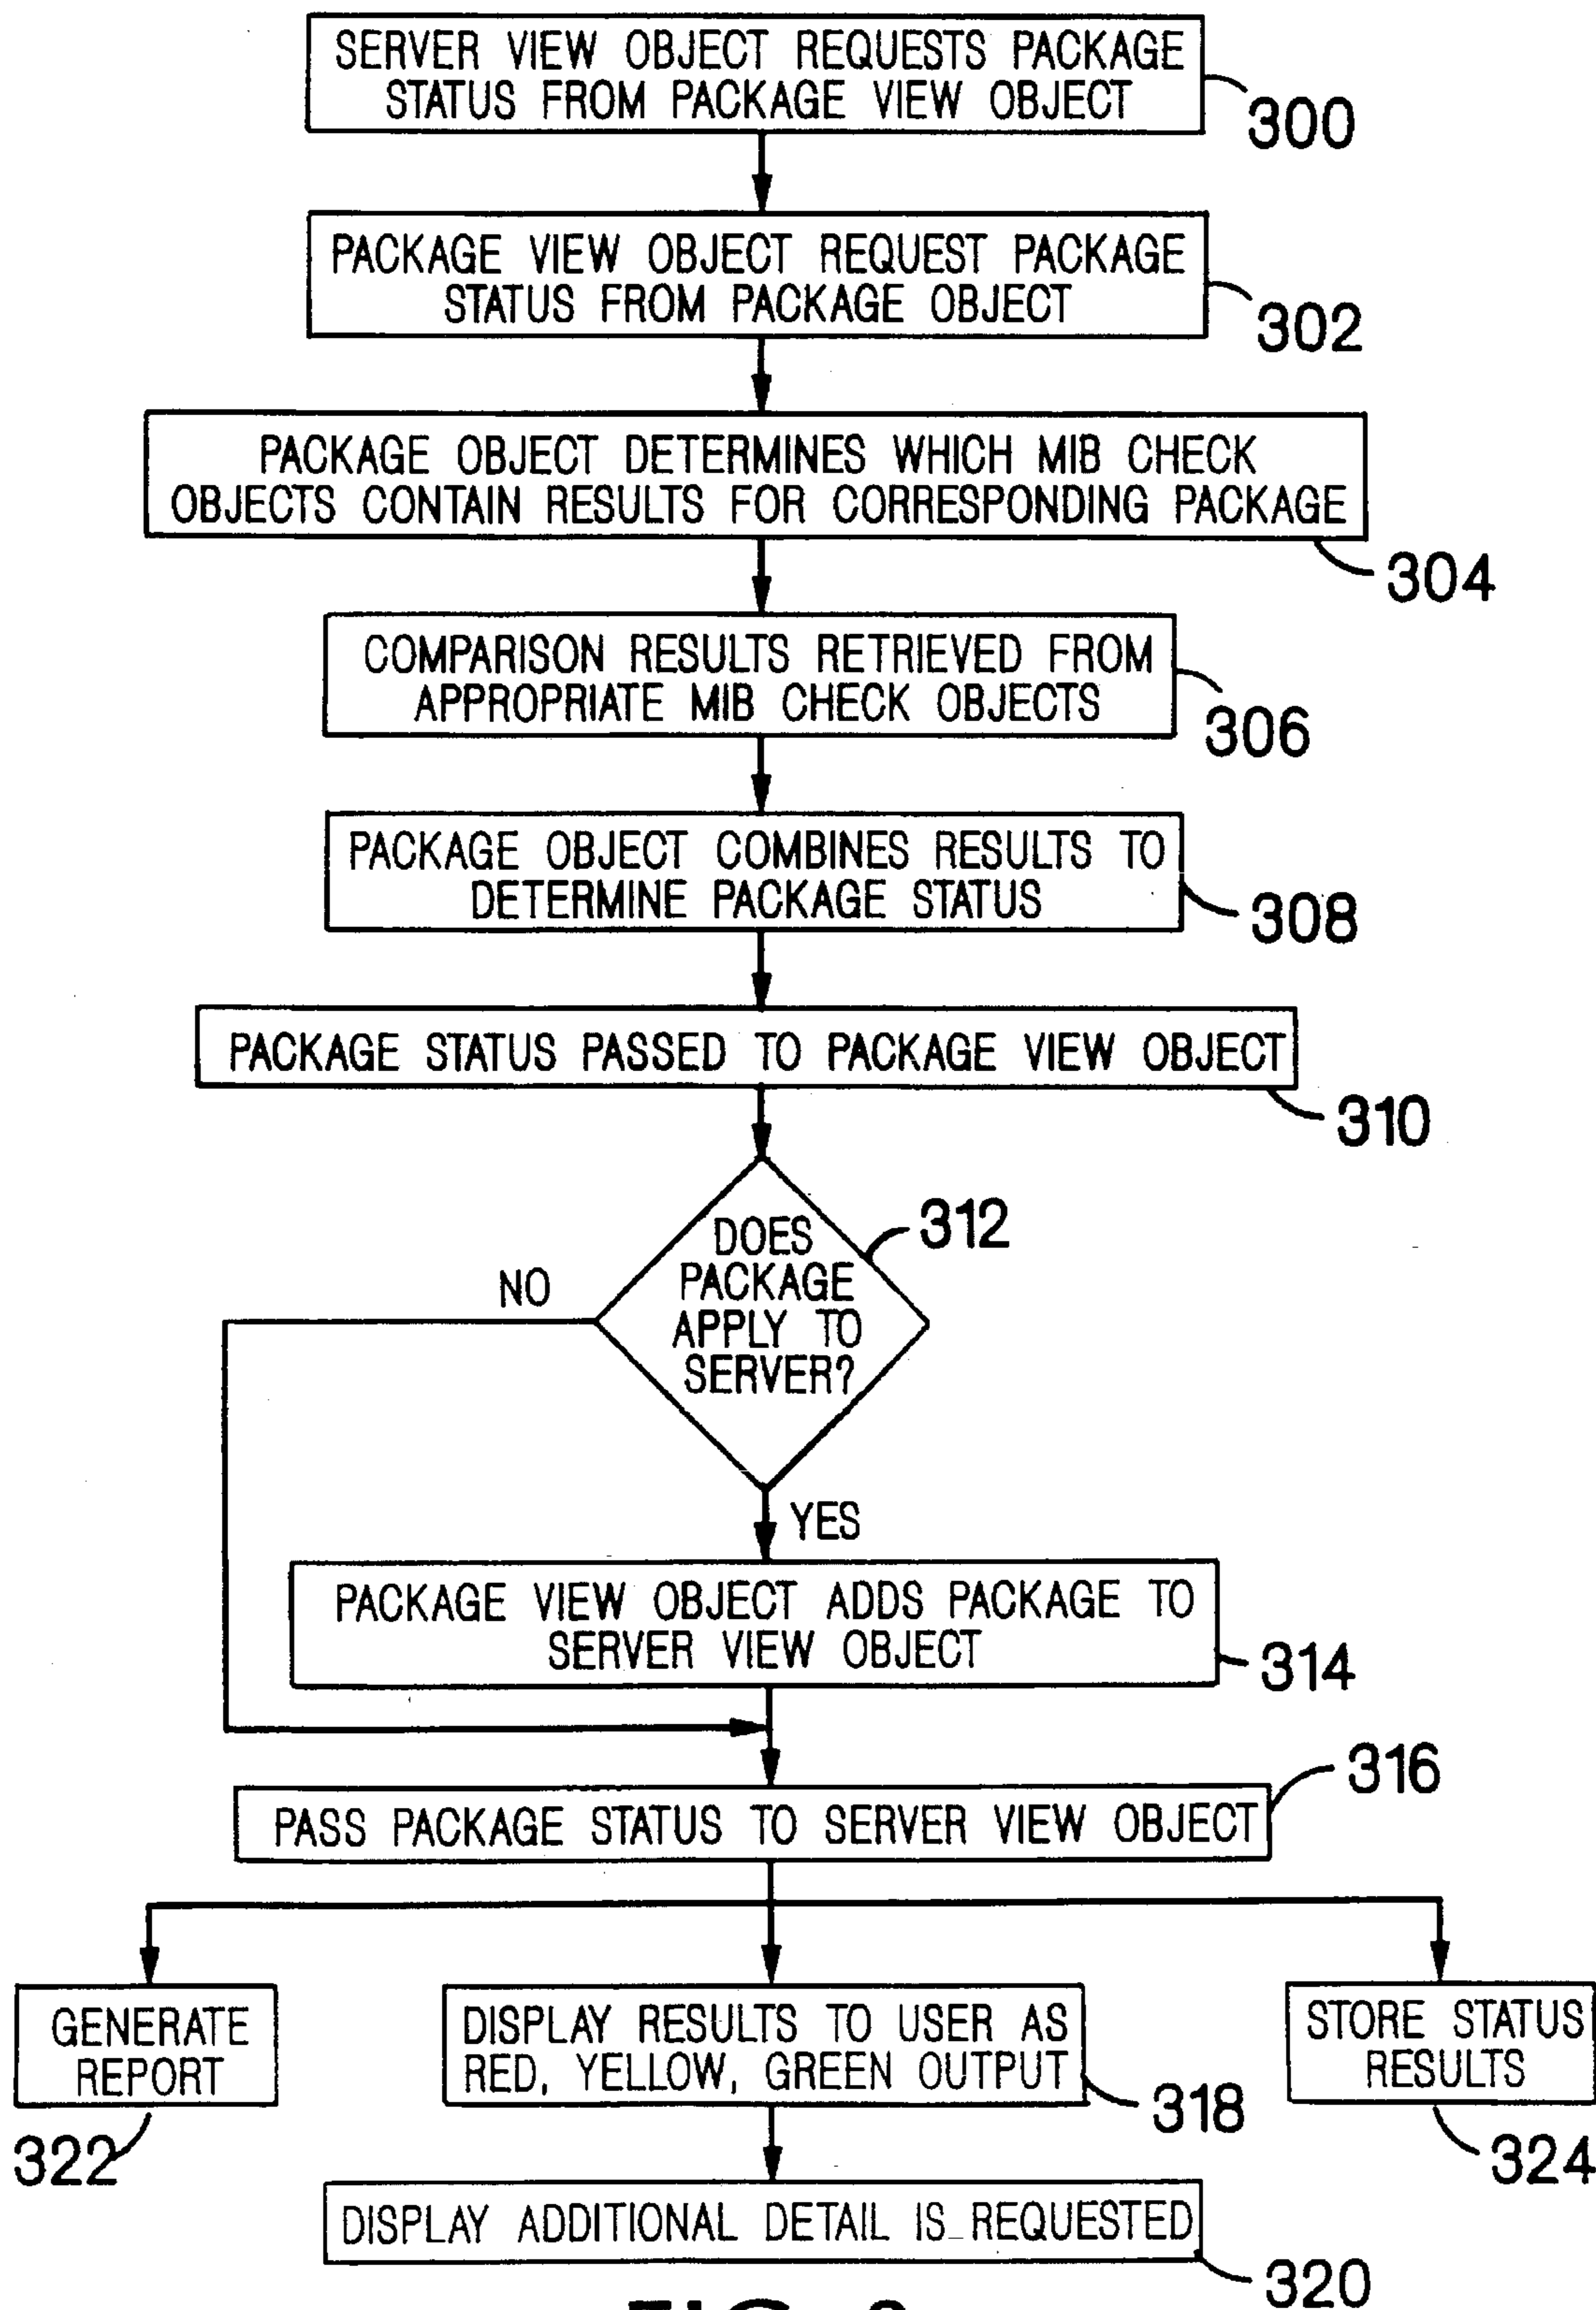 SERVER VIEW OBJECT REQUESTS PACKAGE
STATUS FROM PACKAGE VIEW OBJECT
300
PACKAGE VIEW OBJECT REQUEST PACKAGE
STATUS FROM PACKAGE OBJECT
302
PACKAGE OBJECT DETERMINES WHICH MIB CHECK
OBJECTS CONTAIN RESULTS FOR CORRESPONDING PACKAGE
304
COMPARISON RESULTS RETRIEVED FROM
APPROPRIATE MIB CHECK OBJECTS
306
PACKAGE OBJECT COMBINES RESULTS TO
DETERMINE PACKAGE STATUS
308
PACKAGE STATUS PASSED TO PACKAGE VIEW OBJECT
310
312
DOES
PACKAGE
APPLY TO
SERVER?
NO
YES
PACKAGE VIEW OBJECT ADDS PACKAGE TO
SERVER VIEW OBJECT
314
316
PASS PACKAGE STATUS TO SERVER VIEW OBJECT
GENERATE
REPORT
322
DISPLAY RESULTS TO USER AS
RED, YELLOW, GREEN OUTPUT
318
STORE STATUS
RESULTS
324
DISPLAY ADDITIONAL DETAIL IS REQUESTED
320